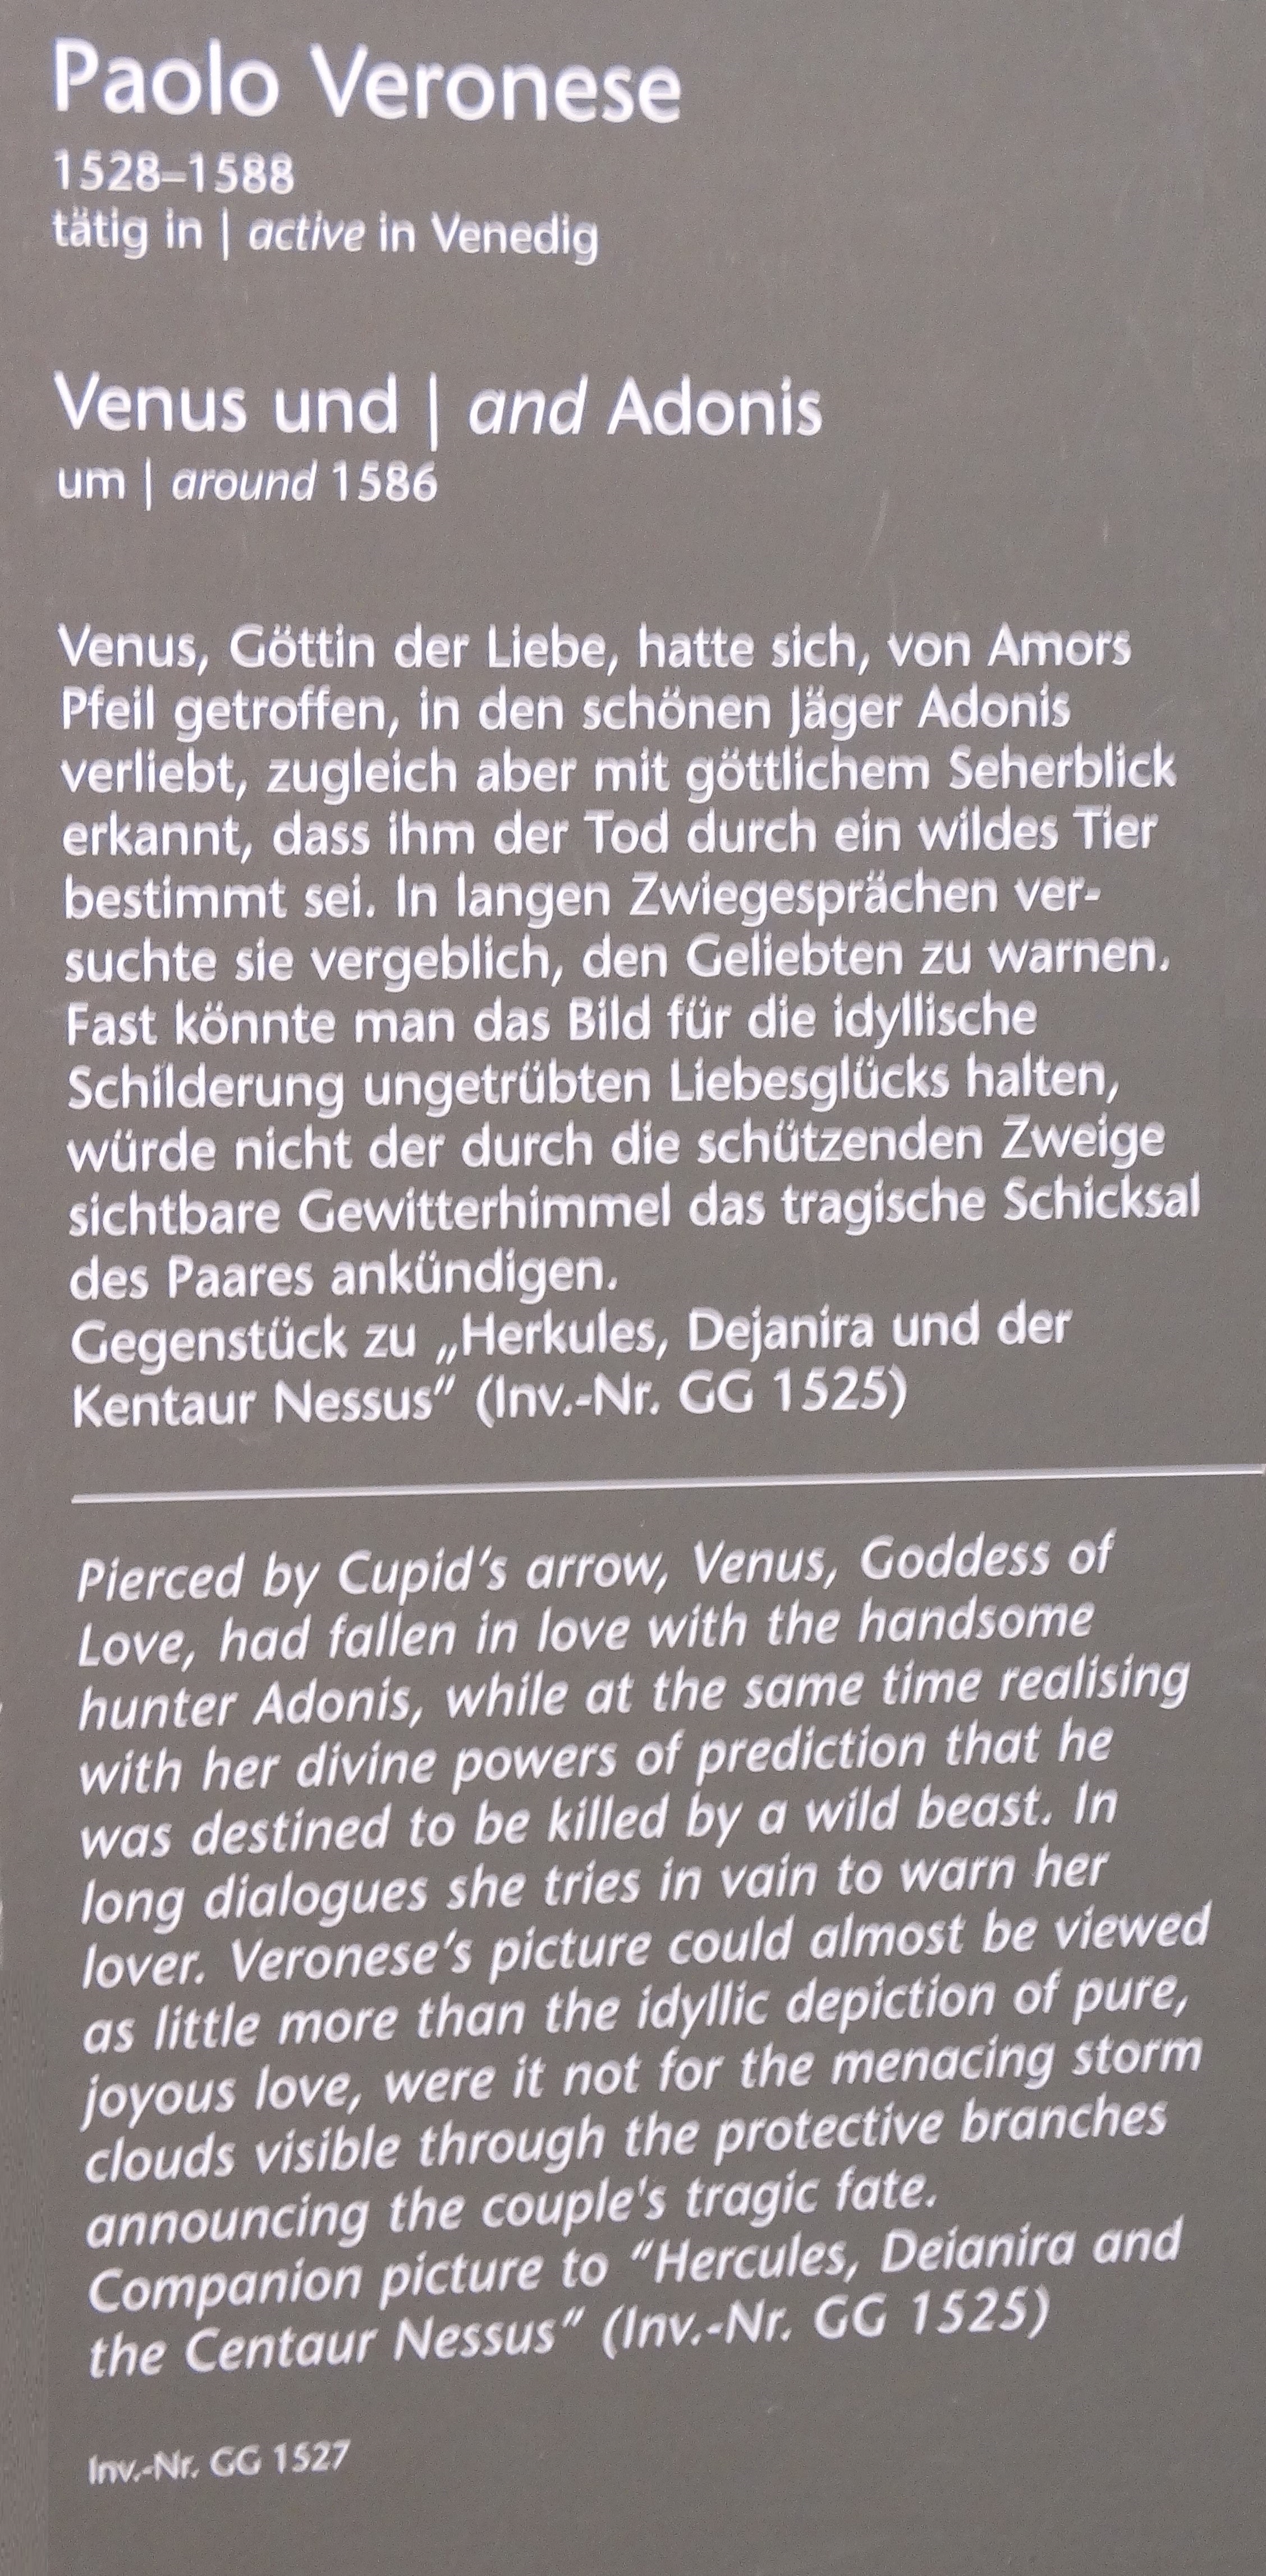 Paolo Veronese
1528–1588
tätig in | active in Venedig
Venus und | and Adonis
um | around 1586
Venus, Göttin der Liebe, hatte sich, von Amors
Pfeil getroffen, in den schönen Jäger Adonis
verliebt, zugleich aber mit göttlichem Seherblick
erkannt, dass ihm der Tod durch ein wildes Tier
bestimmt sei. In langen Zwiegesprächen ver-
suchte sie vergeblich, den Geliebten zu warnen.
Fast könnte man das Bild für die idyllische
Schilderung ungetrübten Liebesglücks halten,
würde nicht der durch die schützenden Zweige
sichtbare Gewitterhimmel das tragische Schicksal
des Paares ankündigen.
Gegenstück zu „Herkules, Dejanira und der
Kentaur Nessus“ (Inv.-Nr. GG 1525)
Pierced by Cupid’s arrow, Venus, Goddess of
Love, had fallen in love with the handsome
hunter Adonis, while at the same time realising
with her divine powers of prediction that he
was destined to be killed by a wild beast. In
long dialogues she tries in vain to warn her
lover. Veronese’s picture could almost be viewed
as little more than the idyllic depiction of pure,
joyous love, were it not for the menacing storm
clouds visible through the protective branches
announcing the couple's tragic fate.
Companion picture to “Hercules, Deianira and
the Centaur Nessus” (Inv.-Nr. GG 1525)
Inv.-Nr. GG 1527